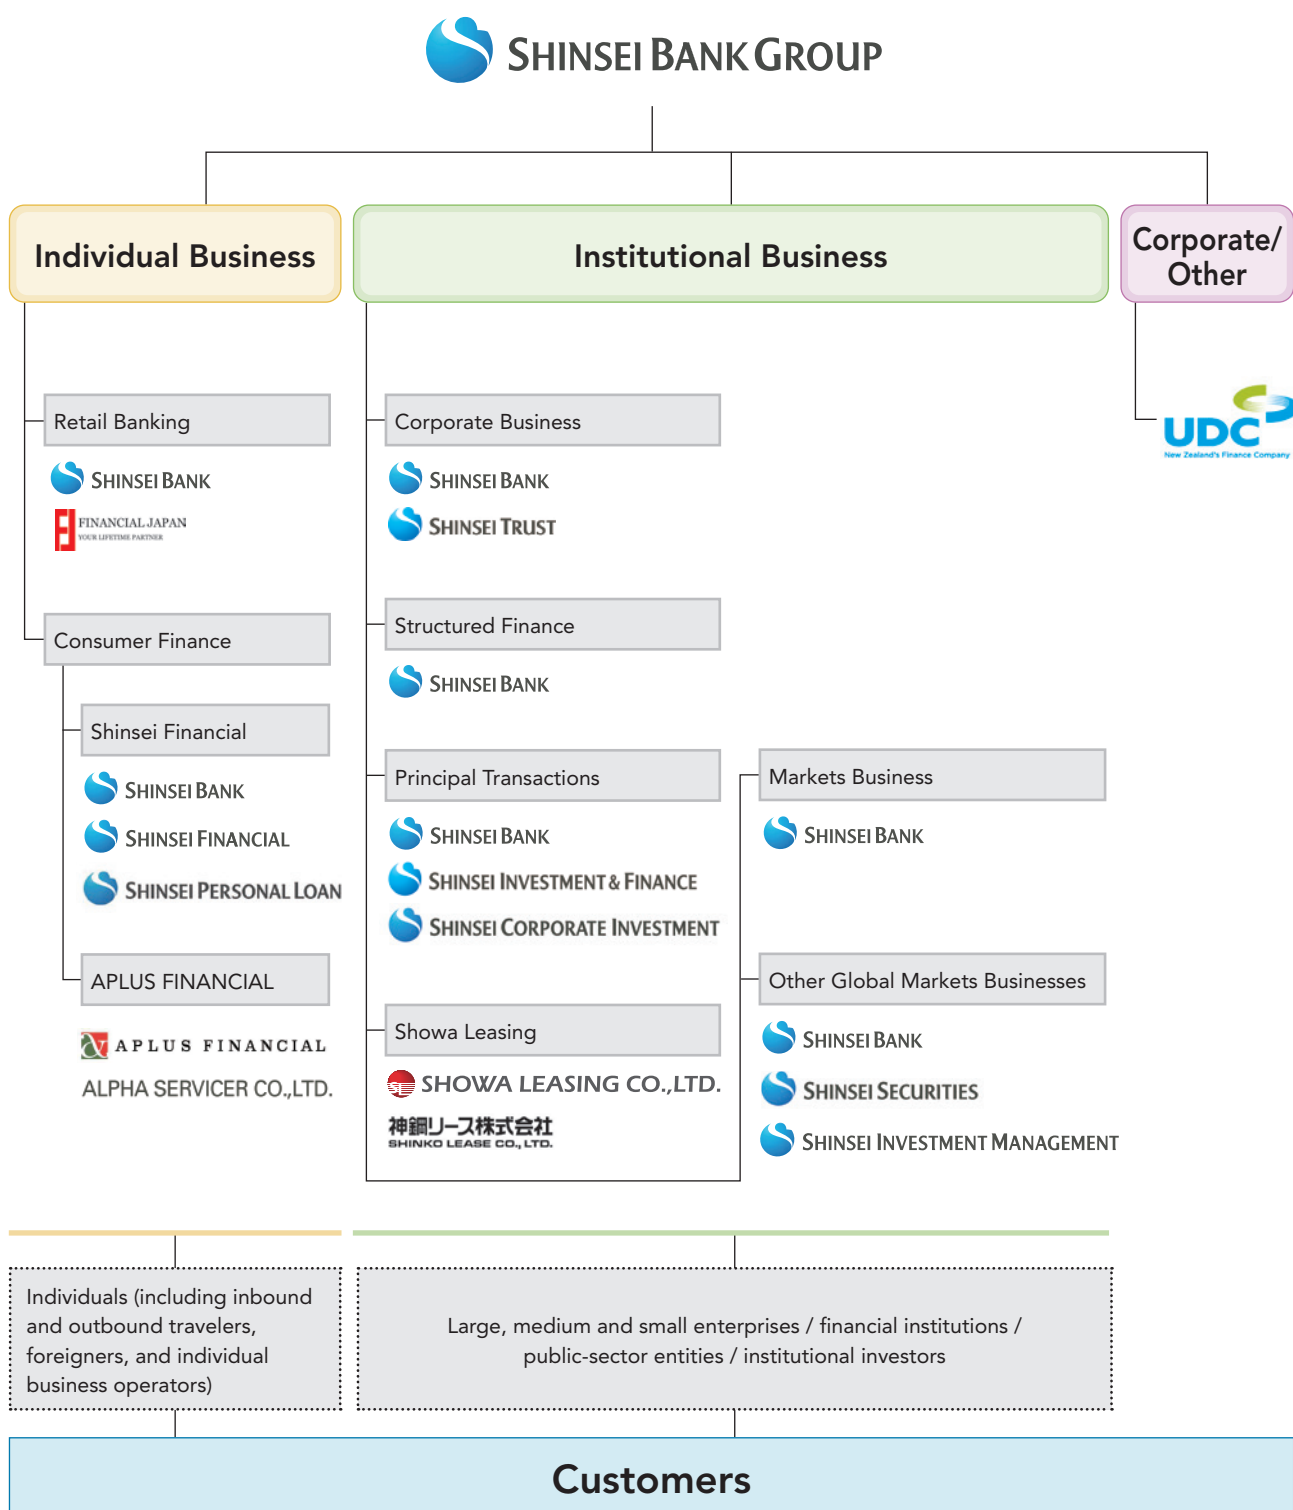 SHINSEI BANK GROUP
Individual Business
Institutional Business
Corporate/
Other
Retail Banking
SHINSEI BANK
FINANCIAL JAPAN
YOUR LIFETIME PARTNER
Consumer Finance
Shinsei Financial
SHINSEI BANK
SHINSEI FINANCIAL
SHINSEI PERSONAL LOAN
APLUS FINANCIAL
APLUS FINANCIAL
ALPHA SERVICER CO.,LTD.
Corporate Business
SHINSEI BANK
SHINSEI TRUST
Structured Finance
SHINSEI BANK
Principal Transactions
SHINSEI BANK
SHINSEI INVESTMENT & FINANCE
SHINSEI CORPORATE INVESTMENT
Showa Leasing
SL SHOWA LEASING CO.,LTD.
神鋼リース株式会社
SHINKO LEASE CO., LTD.
Markets Business
SHINSEI BANK
Other Global Markets Businesses
SHINSEI BANK
SHINSEI SECURITIES
SHINSEI INVESTMENT MANAGEMENT
UDC
New Zealand's Finance Company
Individuals (including inbound
and outbound travelers,
foreigners, and individual
business operators)
Large, medium and small enterprises / financial institutions /
public-sector entities / institutional investors
Customers